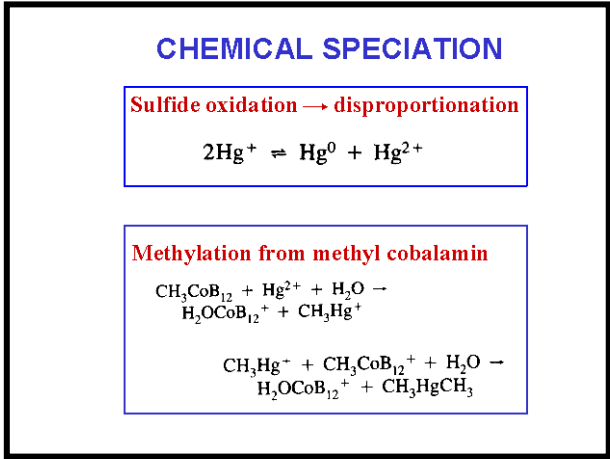 CHEMICAL SPECIATION
Sulfide oxidation → disproportionation
2Hg⁺ ⇌ Hg⁰ + Hg²⁺
Methylation from methyl cobalamin
CH₃CoB₁₂ + Hg²⁺ + H₂O →
H₂OCoB₁₂⁺ + CH₃Hg⁺
CH₃Hg⁺ + CH₃CoB₁₂⁺ + H₂O →
H₂OCoB₁₂⁺ + CH₃HgCH₃